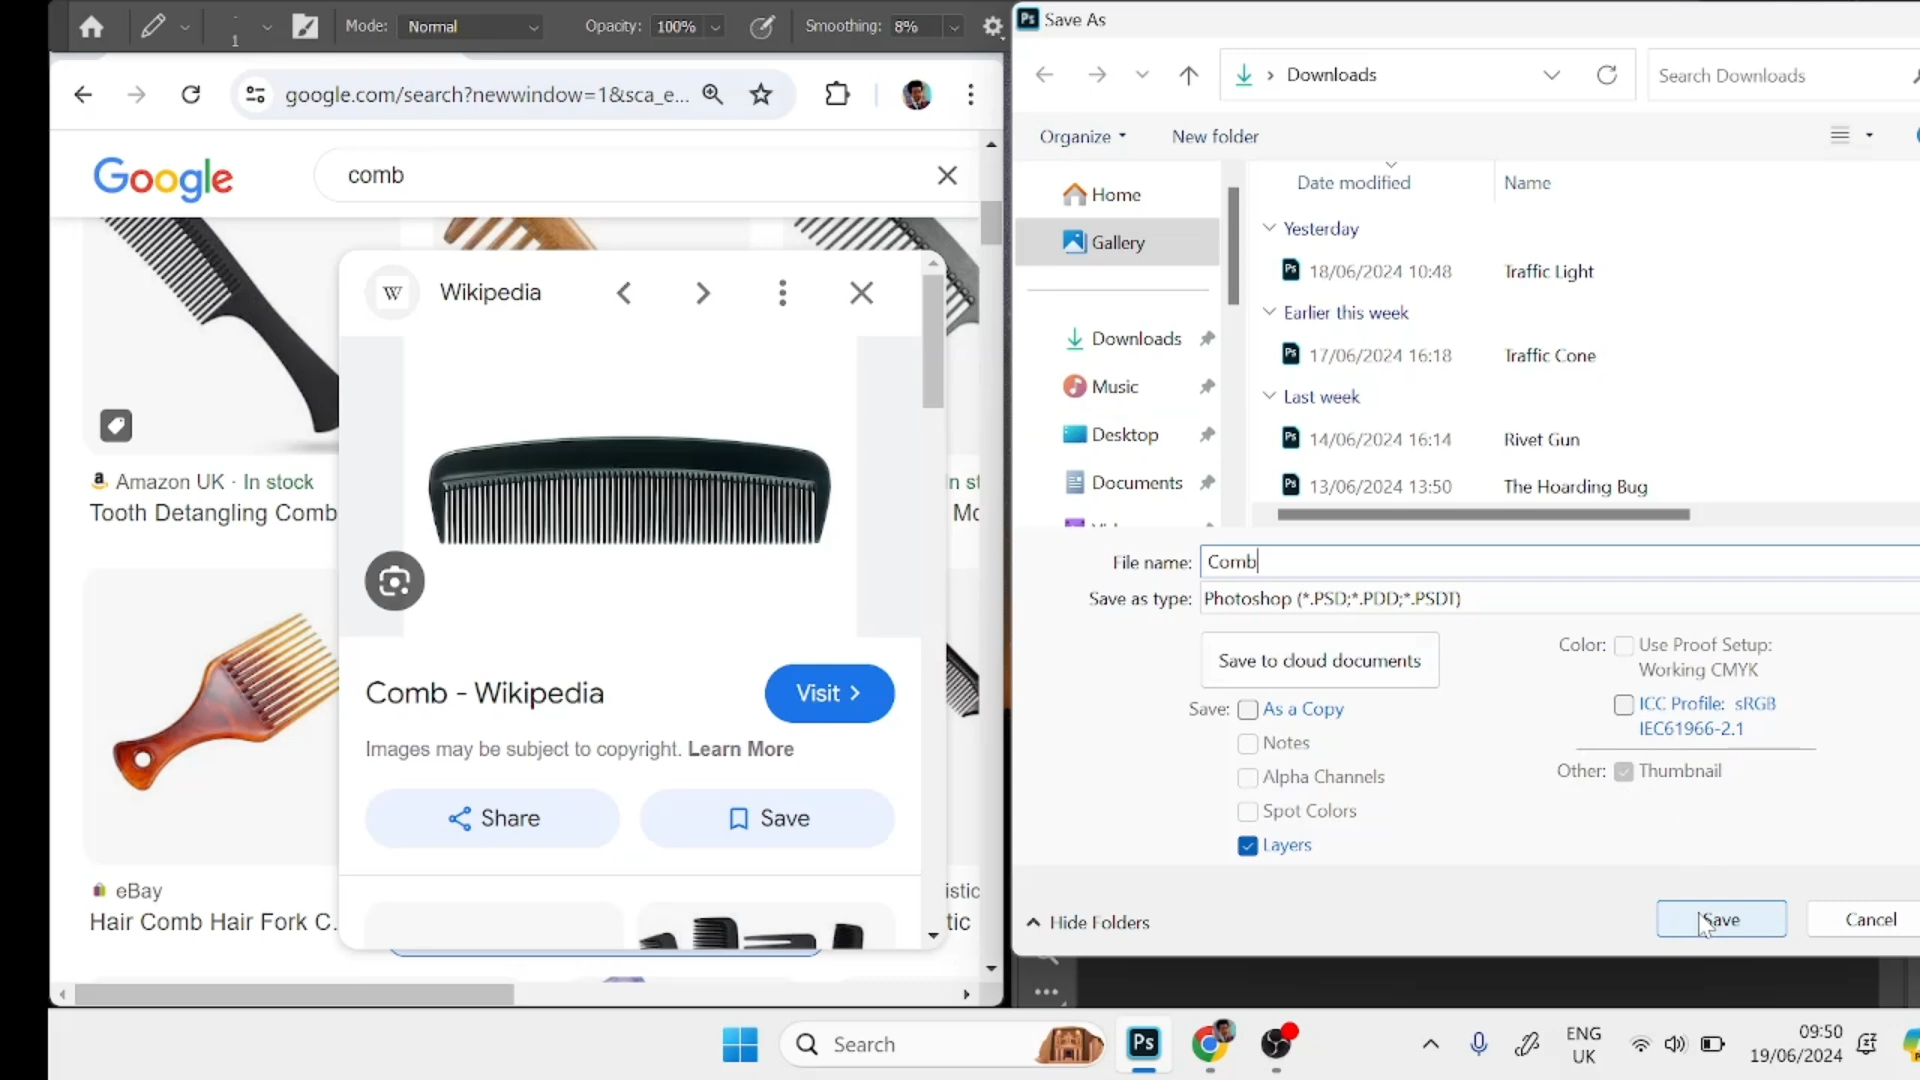 1
Mode: Normal
Opacity: 100%
Smoothing: 8%
google.com/search?newwindow=1&sca_e...
Google
comb
W
Wikipedia
Amazon UK · In stock
Tooth Detangling Comb
Comb - Wikipedia
Visit
Images may be subject to copyright. Learn More
Share
Save
eBay
Hair Comb Hair Fork C...
Ps
Save As
Downloads
Search Downloads
Organize
New folder
Home
Gallery
Downloads
Music
Desktop
Documents
Date modified
Name
Yesterday
18/06/2024 10:48 Traffic Light
Earlier this week
17/06/2024 16:18 Traffic Cone
Last week
14/06/2024 16:14 Rivet Gun
13/06/2024 13:50 The Hoarding Bug
File name: Comb
Save as type: Photoshop (*.PSD;*.PDD;*.PSDT)
Save to cloud documents
Save: As a Copy
Notes
Alpha Channels
Spot Colors
Layers
Color: Use Proof Setup:
Working CMYK
ICC Profile: sRGB
IEC61966-2.1
Other: Thumbnail
Hide Folders
Save
Cancel
Search
Ps
ENG
UK
09:50
19/06/2024